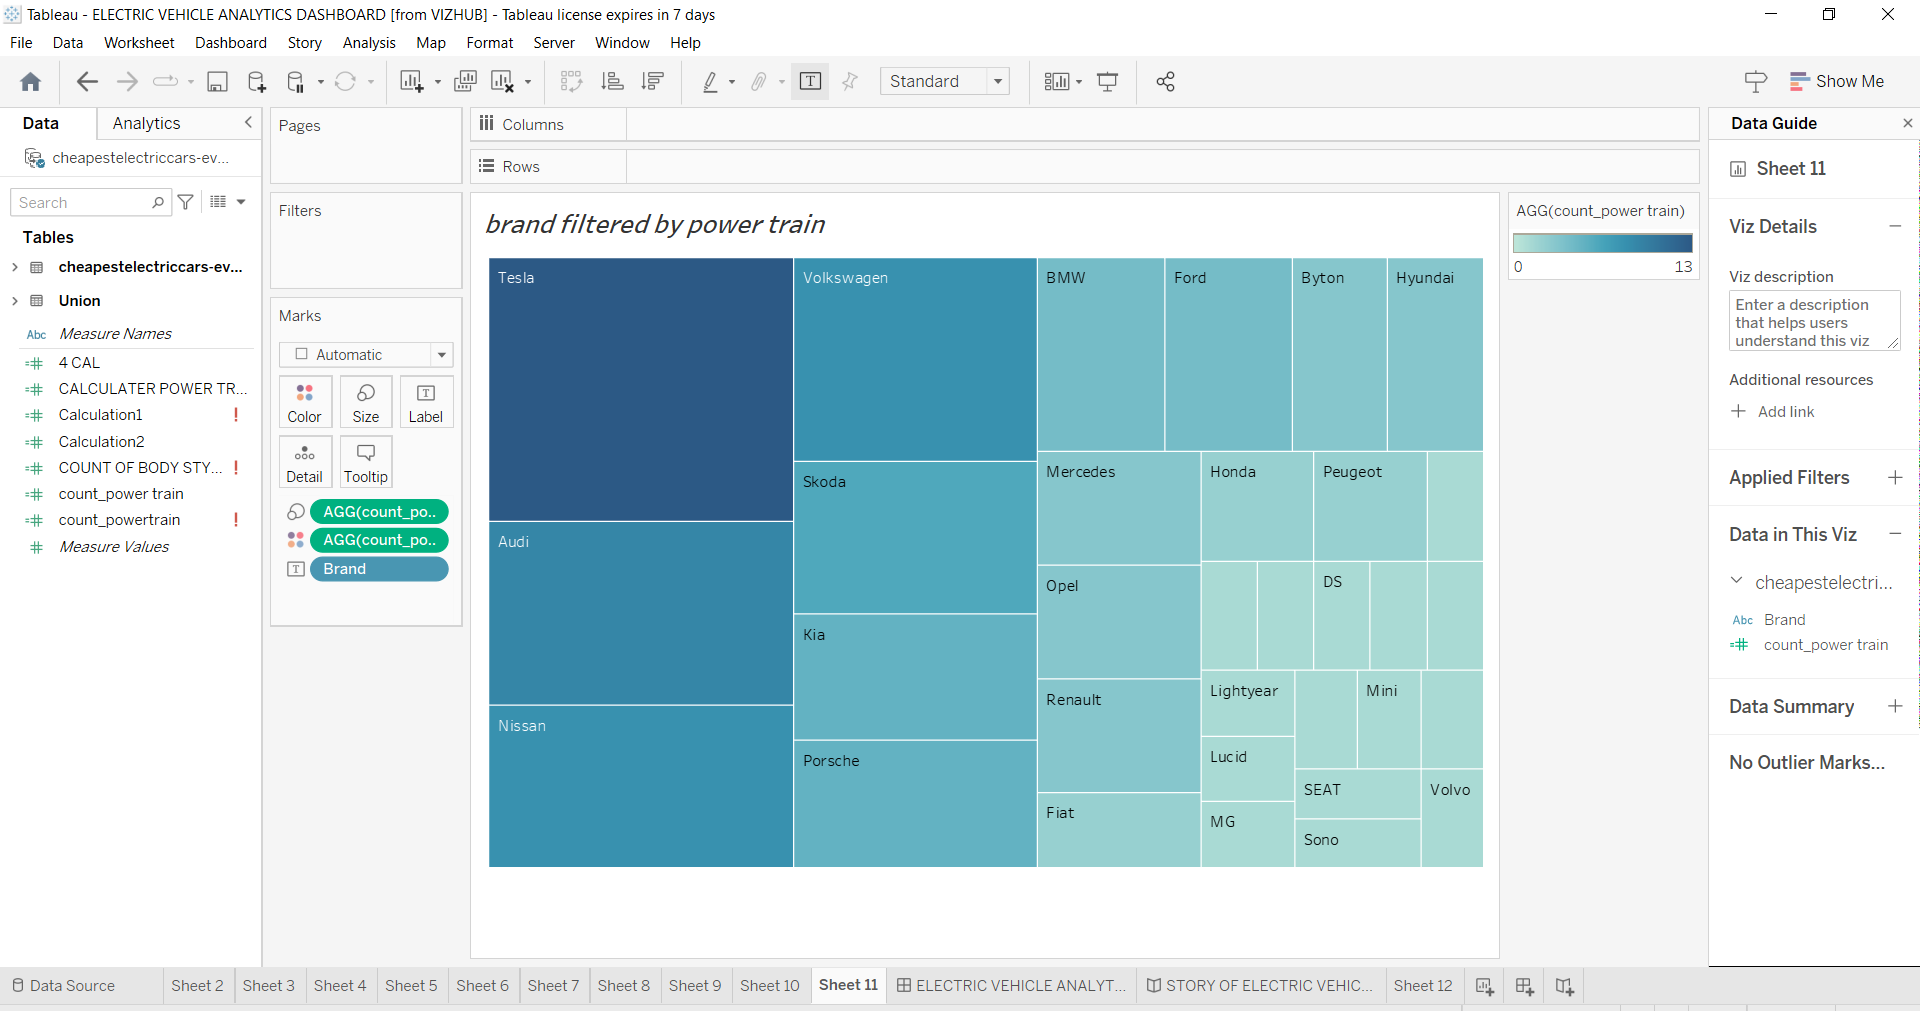 Tableau - ELECTRIC VEHICLE ANALYTICS DASHBOARD [from VIZHUB] - Tableau license expires in 7 days
File Data Worksheet Dashboard Story Analysis Map Format Server Window Help
Standard
Show Me
Data Analytics
cheapestelectriccars-ev...
Search
Tables
cheapestelectriccars-ev...
Union
Abc Measure Names
4 CAL
CALCULATER POWER TR...
Calculation1 !
Calculation2
COUNT OF BODY STY... !
count_power train
count_powertrain !
Measure Values
Pages
Filters
Marks
Automatic
Color Size Label
Detail Tooltip
AGG(count_po..
AGG(count_po..
Brand
Columns
Rows
brand filtered by power train
Tesla
Audi
Nissan
Volkswagen
Skoda
Kia
Porsche
BMW
Ford
Byton
Hyundai
Mercedes
Opel
Renault
Fiat
Honda
Peugeot
DS
Lightyear
Lucid
MG
Mini
SEAT
Sono
Volvo
AGG(count_power train)
0 13
Data Guide
Sheet 11
Viz Details
Viz description
Enter a description
that helps users
understand this viz
Additional resources
Add link
Applied Filters
Data in This Viz
cheapestelectri...
Abc Brand
count_power train
Data Summary
No Outlier Marks...
Data Source Sheet 2 Sheet 3 Sheet 4 Sheet 5 Sheet 6 Sheet 7 Sheet 8 Sheet 9 Sheet 10 Sheet 11 ELECTRIC VEHICLE ANALYT... STORY OF ELECTRIC VEHIC... Sheet 12